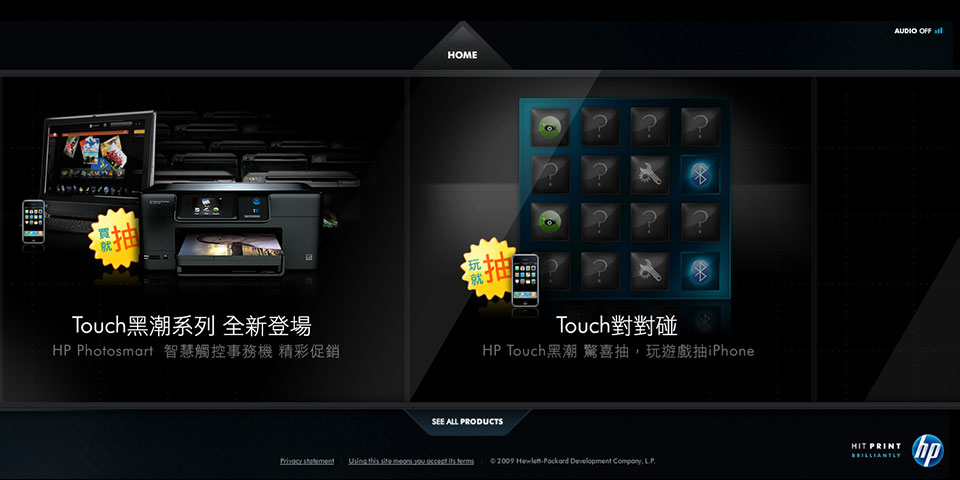 AUDIO OFF
HOME
買
就
抽
Touch黑潮系列 全新登場
HP Photosmart 智慧觸控事務機 精彩促銷
玩
就
抽
Touch對對碰
HP Touch黑潮 驚喜抽，玩遊戲抽iPhone
SEE ALL PRODUCTS
Privacy statement | Using this site means you accept its terms | © 2009 Hewlett-Packard Development Company, L.P.
HIT PRINT
BRILLIANTLY
hp